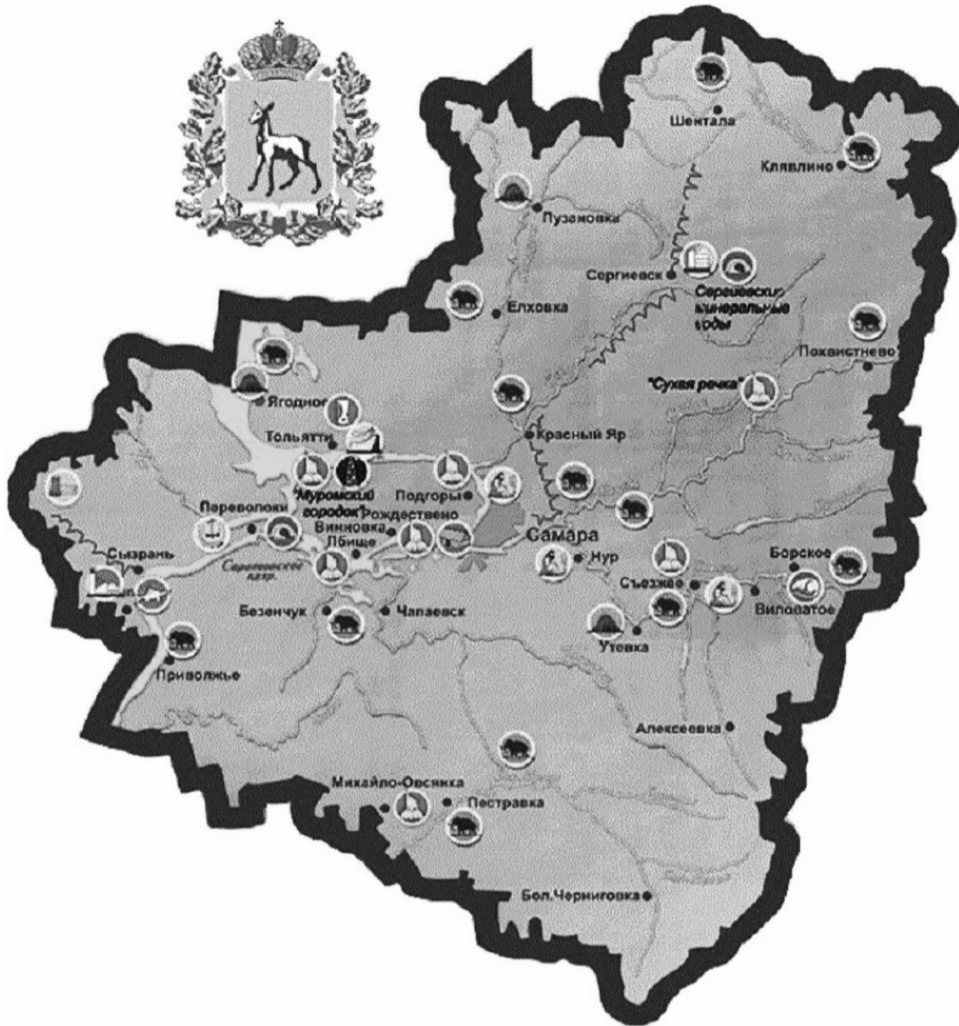 Шентала
Клявлино
Пузановка
Сергиевск
Сергиевские
минеральные
воды
Елховка
Похвистнево
"Сухая речка"
Ягодное
Тольятти
Красный Яр
"Муромский
городок"
Подгоры
Переволоки
Рождествено
Винновка
Лбище
Самара
Нур
Борское
Сызрань
Съезжее
Виловатое
Безенчук
Чапаевск
Утевка
Приволжье
Алексеевка
Михайло-Овсянка
Пестравка
Бол.Черниговка